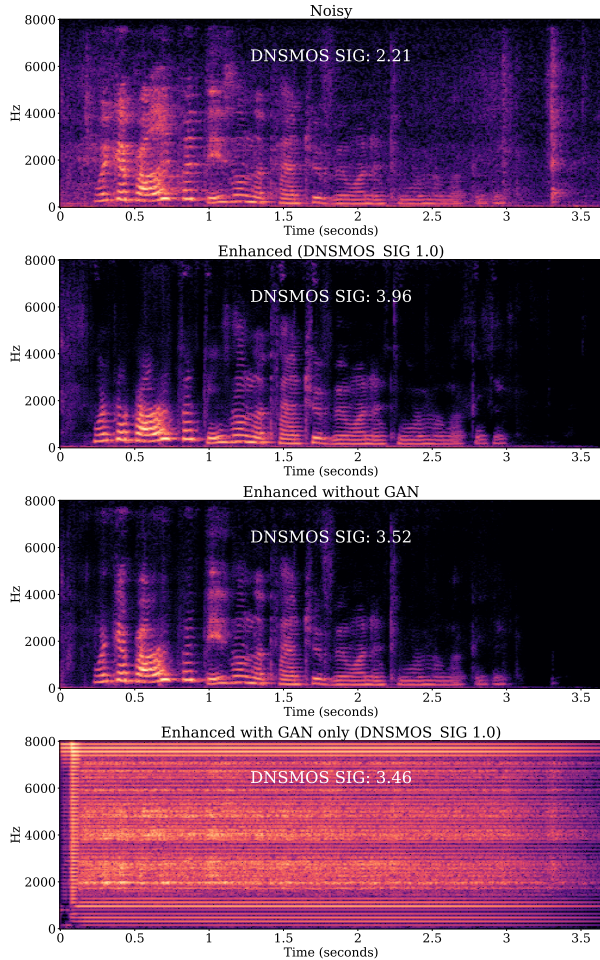 Noisy
8000
6000
4000
2000
0
Hz
DNSMOS SIG: 2.21
0 0.5 1 1.5 2 2.5 3 3.5
Time (seconds)
Enhanced (DNSMOS_SIG 1.0)
8000
6000
4000
2000
0
Hz
DNSMOS SIG: 3.96
0 0.5 1 1.5 2 2.5 3 3.5
Time (seconds)
Enhanced without GAN
8000
6000
4000
2000
0
Hz
DNSMOS SIG: 3.52
0 0.5 1 1.5 2 2.5 3 3.5
Time (seconds)
Enhanced with GAN only (DNSMOS_SIG 1.0)
8000
6000
4000
2000
0
Hz
DNSMOS SIG: 3.46
0 0.5 1 1.5 2 2.5 3 3.5
Time (seconds)